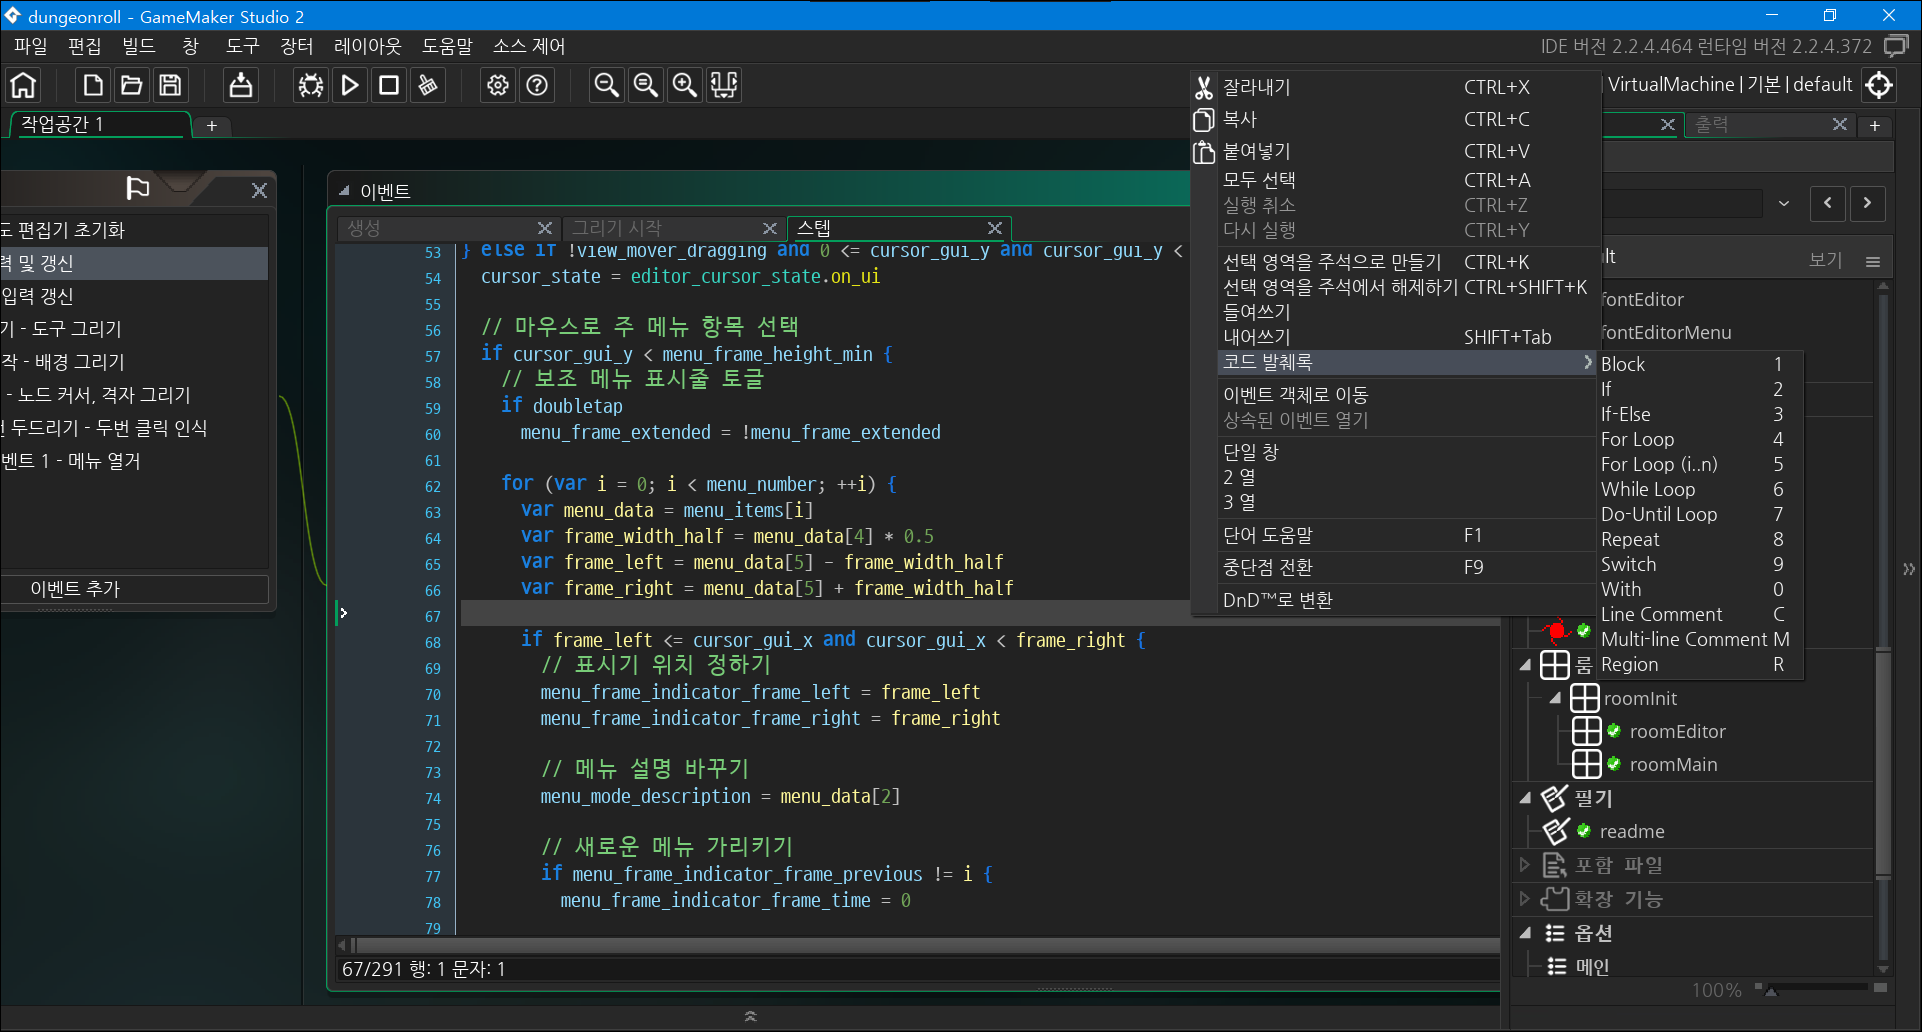 dungeonroll - GameMaker Studio 2
파일 편집 빌드 창 도구 장터 레이아웃 도움말 소스 제어
IDE 버전 2.2.4.464 런타임 버전 2.2.4.372
| VirtualMachine | 기본 | default
작업공간 1
+
출력
+
도 편집기 초기화
력 및 갱신
입력 갱신
기 - 도구 그리기
작 - 배경 그리기
- 노드 커서, 격자 그리기
두드리기 - 두번 클릭 인식
벤트 1 - 메뉴 열거
이벤트 추가
이벤트
생성
그리기 시작
스텝
53 } else if !view_mover_dragging and 0 <= cursor_gui_y and cursor_gui_y <
54 cursor_state = editor_cursor_state.on_ui
55
56 // 마우스로 주 메뉴 항목 선택
57 if cursor_gui_y < menu_frame_height_min {
58 // 보조 메뉴 표시줄 토글
59 if doubletap
60 menu_frame_extended = !menu_frame_extended
61
62 for (var i = 0; i < menu_number; ++i) {
63 var menu_data = menu_items[i]
64 var frame_width_half = menu_data[4] * 0.5
65 var frame_left = menu_data[5] - frame_width_half
66 var frame_right = menu_data[5] + frame_width_half
67
68 if frame_left <= cursor_gui_x and cursor_gui_x < frame_right {
69 // 표시기 위치 정하기
70 menu_frame_indicator_frame_left = frame_left
71 menu_frame_indicator_frame_right = frame_right
72
73 // 메뉴 설명 바꾸기
74 menu_mode_description = menu_data[2]
75
76 // 새로운 메뉴 가리키기
77 if menu_frame_indicator_frame_previous != i {
78 menu_frame_indicator_frame_time = 0
79
67/291 행: 1 문자: 1
잘라내기 CTRL+X
복사 CTRL+C
붙여넣기 CTRL+V
모두 선택 CTRL+A
실행 취소 CTRL+Z
다시 실행 CTRL+Y
선택 영역을 주석으로 만들기 CTRL+K
선택 영역을 주석에서 해제하기 CTRL+SHIFT+K
들여쓰기
내어쓰기 SHIFT+Tab
코드 발췌록
이벤트 객체로 이동
상속된 이벤트 열기
단일 창
2 열
3 열
단어 도움말 F1
중단점 전환 F9
DnD™로 변환
Block 1
If 2
If-Else 3
For Loop 4
For Loop (i..n) 5
While Loop 6
Do-Until Loop 7
Repeat 8
Switch 9
With 0
Line Comment C
Multi-line Comment M
Region R
lt
보기
fontEditor
fontEditorMenu
룸
roomInit
roomEditor
roomMain
필기
readme
포함 파일
확장 기능
옵션
메인
100%